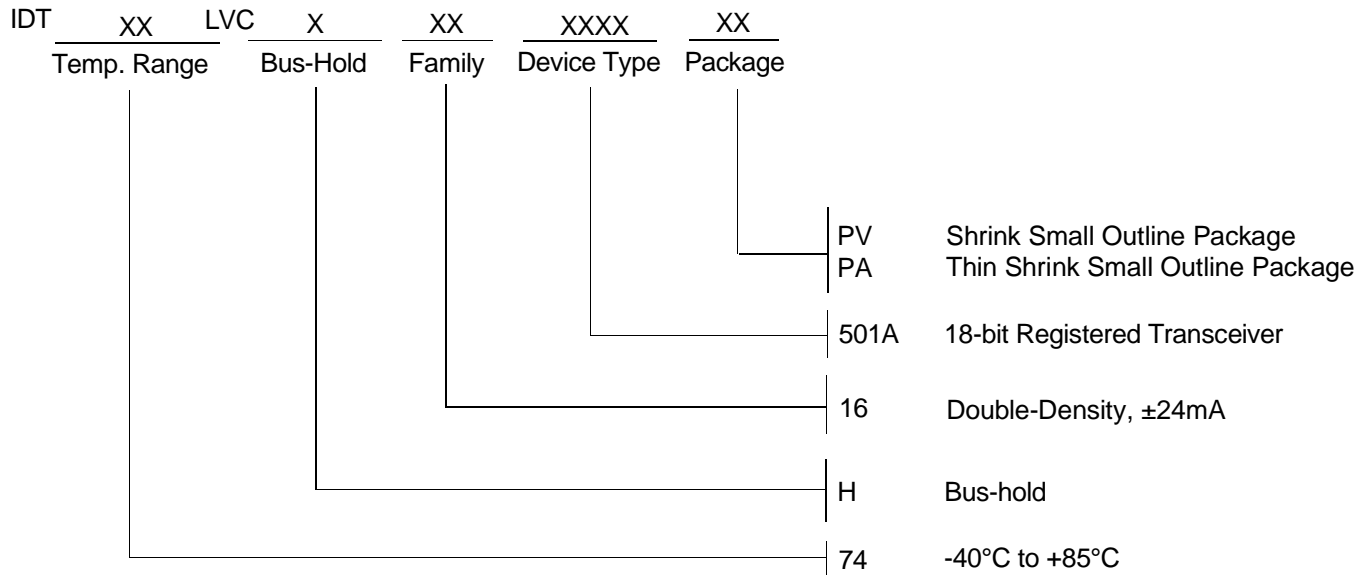 IDT XX LVC X XX XXXX XX
Temp. Range Bus-Hold Family Device Type Package
PV Shrink Small Outline Package
PA Thin Shrink Small Outline Package
501A 18-bit Registered Transceiver
16 Double-Density, ±24mA
H Bus-hold
74 -40°C to +85°C